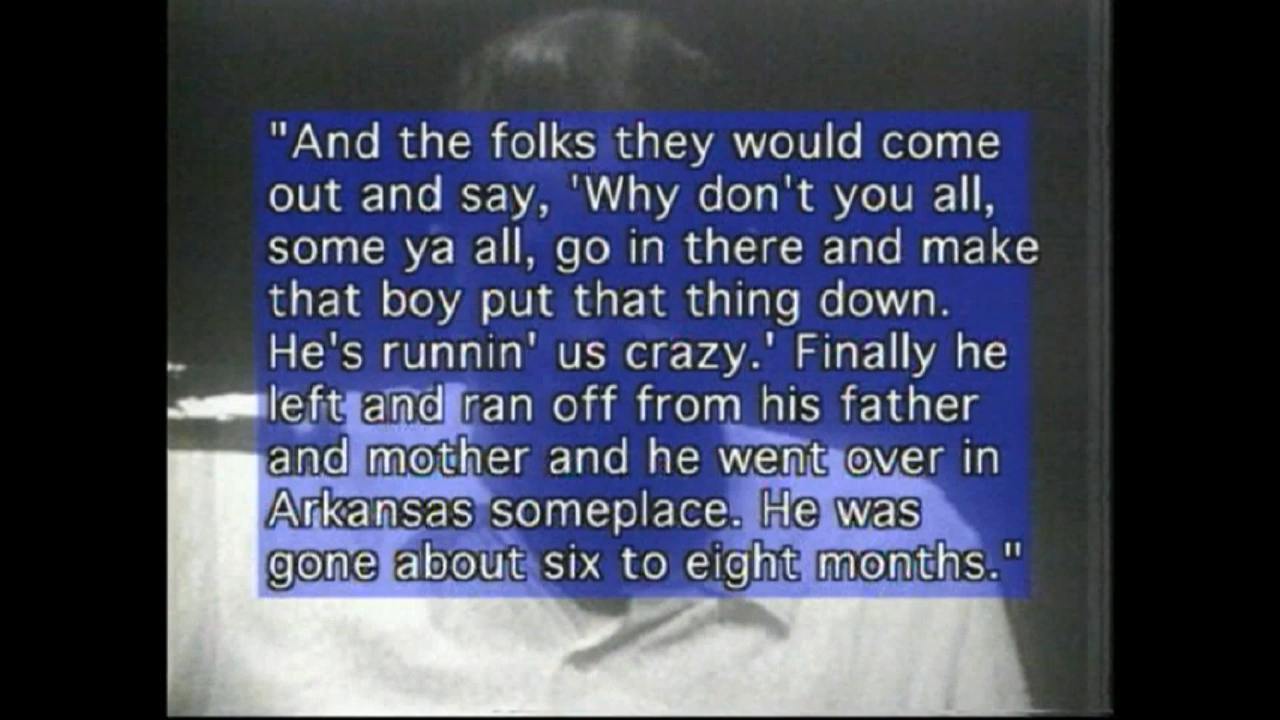 "And the folks they would come
out and say, 'Why don't you all,
some ya all, go in there and make
that boy put that thing down.
He's runnin' us crazy.' Finally he
left and ran off from his father
and mother and he went over in
Arkansas someplace. He was
gone about six to eight months."